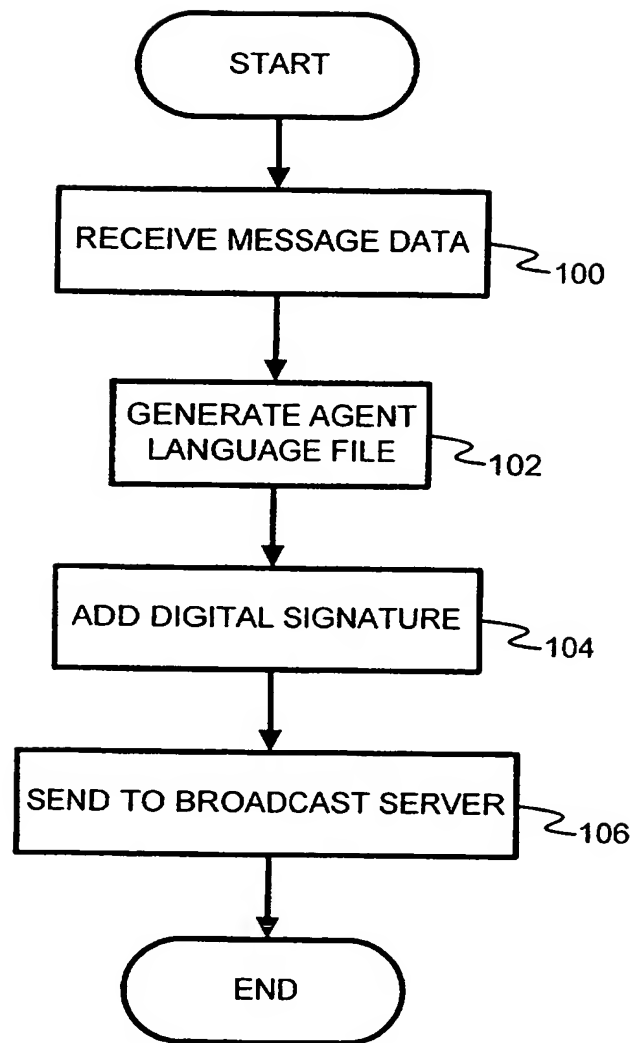 START
RECEIVE MESSAGE DATA
100
GENERATE AGENT
LANGUAGE FILE
102
ADD DIGITAL SIGNATURE
104
SEND TO BROADCAST SERVER
106
END